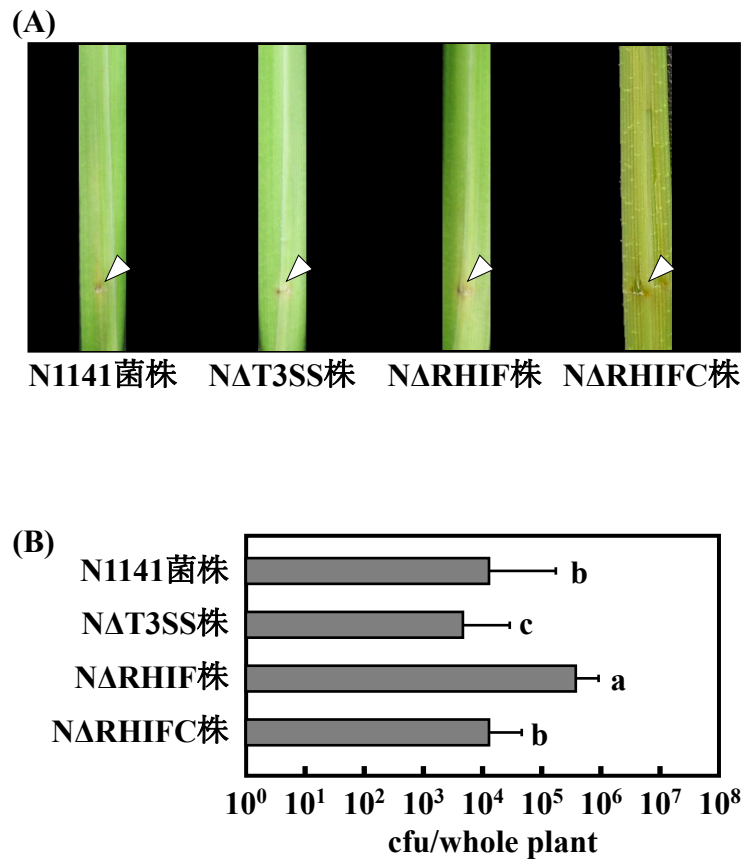 (A)
N1141菌株 NΔT3SS株 NΔRHIF株 NΔRHIFC株
(B)
N1141菌株 b
NΔT3SS株 c
NΔRHIF株 a
NΔRHIFC株 b
10⁰ 10¹ 10² 10³ 10⁴ 10⁵ 10⁶ 10⁷ 10⁸
cfu/whole plant